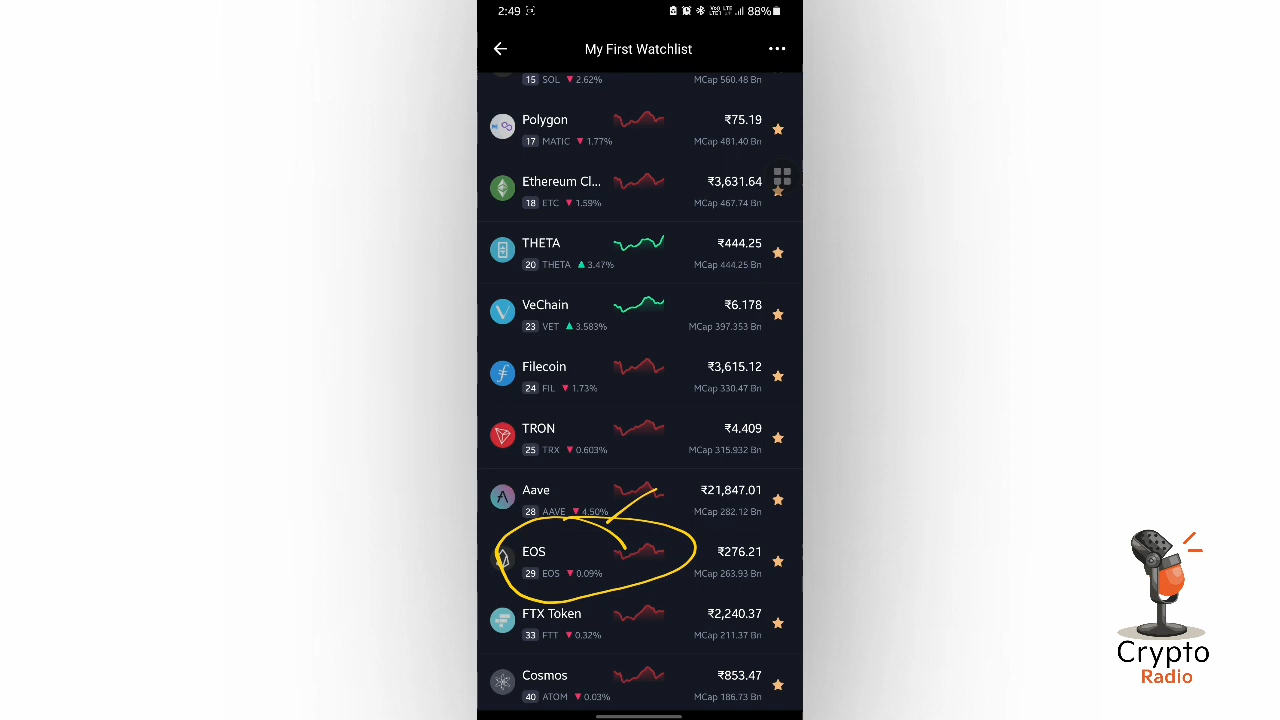 2:49 88%
My First Watchlist
15 SOL ▼ 2.62% MCap 560.48 Bn
Polygon ₹75.19
17 MATIC ▼ 1.77% MCap 481.40 Bn
Ethereum Cl... ₹3,631.64
18 ETC ▼ 1.59% MCap 467.74 Bn
THETA ₹444.25
20 THETA ▲ 3.47% MCap 444.25 Bn
VeChain ₹6.178
23 VET ▲ 3.583% MCap 397.353 Bn
Filecoin ₹3,615.12
24 FIL ▼ 1.73% MCap 330.47 Bn
TRON ₹4.409
25 TRX ▼ 0.603% MCap 315.932 Bn
Aave ₹21,847.01
28 AAVE ▼ 4.50% MCap 282.12 Bn
EOS ₹276.21
29 EOS ▼ 0.09% MCap 263.93 Bn
FTX Token ₹2,240.37
33 FTT ▼ 0.32% MCap 211.37 Bn
Cosmos ₹853.47
40 ATOM ▼ 0.03% MCap 186.73 Bn
Crypto
Radio